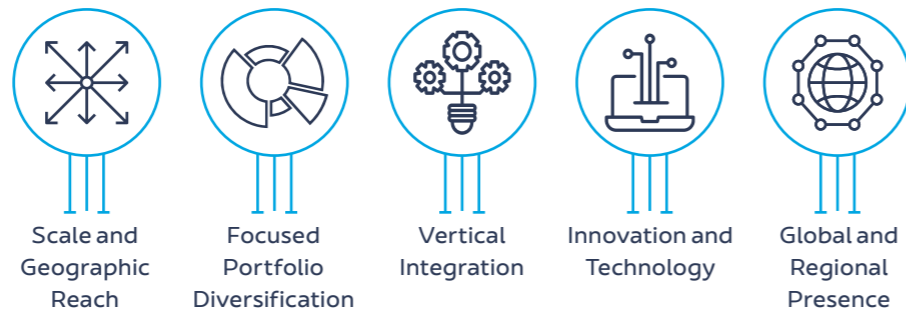 Scale and
Geographic
Reach
Focused
Portfolio
Diversification
Vertical
Integration
Innovation and
Technology
Global and
Regional
Presence